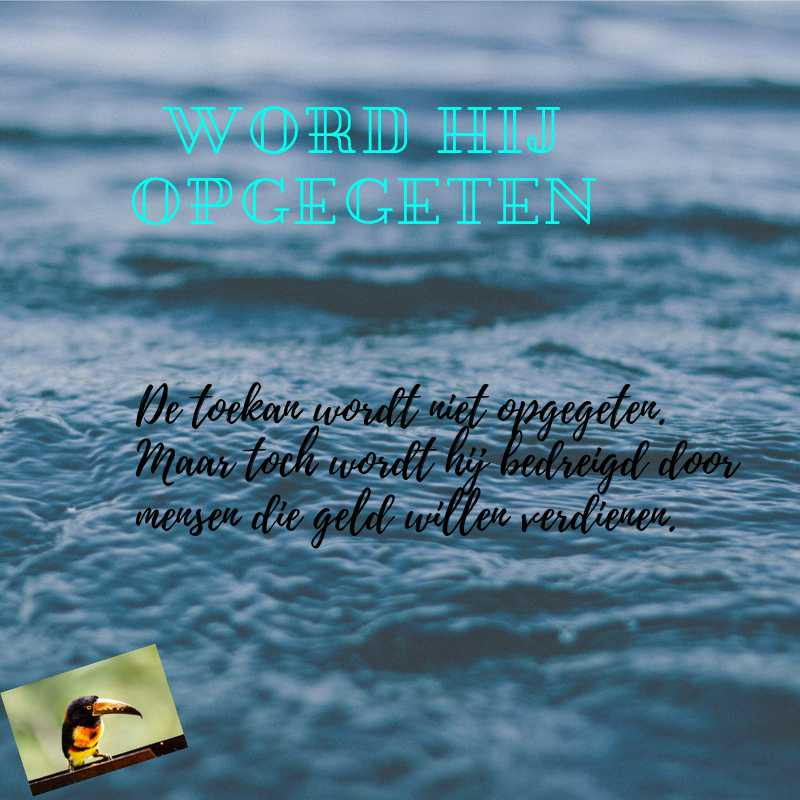 WORD HIJ
OPGEGETEN
De toekan wordt niet opgegeten.
Maar toch wordt hij bedreigd door
mensen die geld willen verdienen.